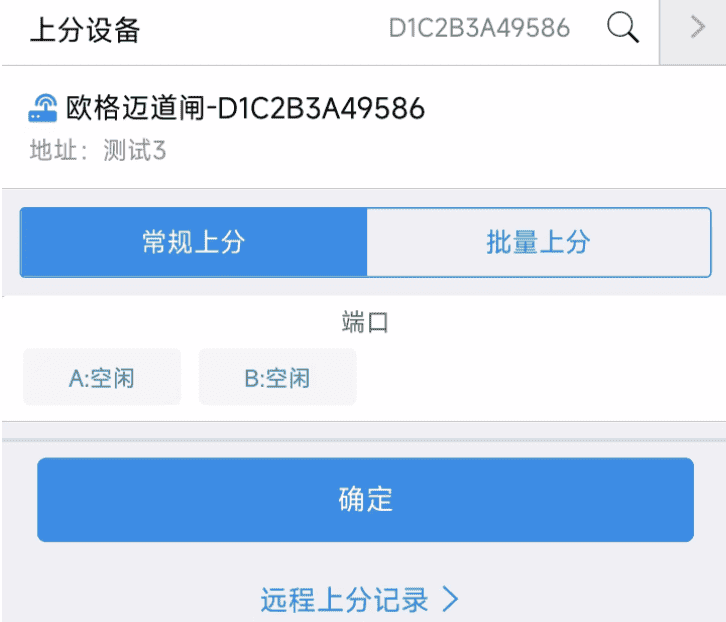 上分设备 D1C2B3A49586
欧格迈道闸-D1C2B3A49586
地址：测试3
常规上分 批量上分
端口
A:空闲 B:空闲
确定
远程上分记录